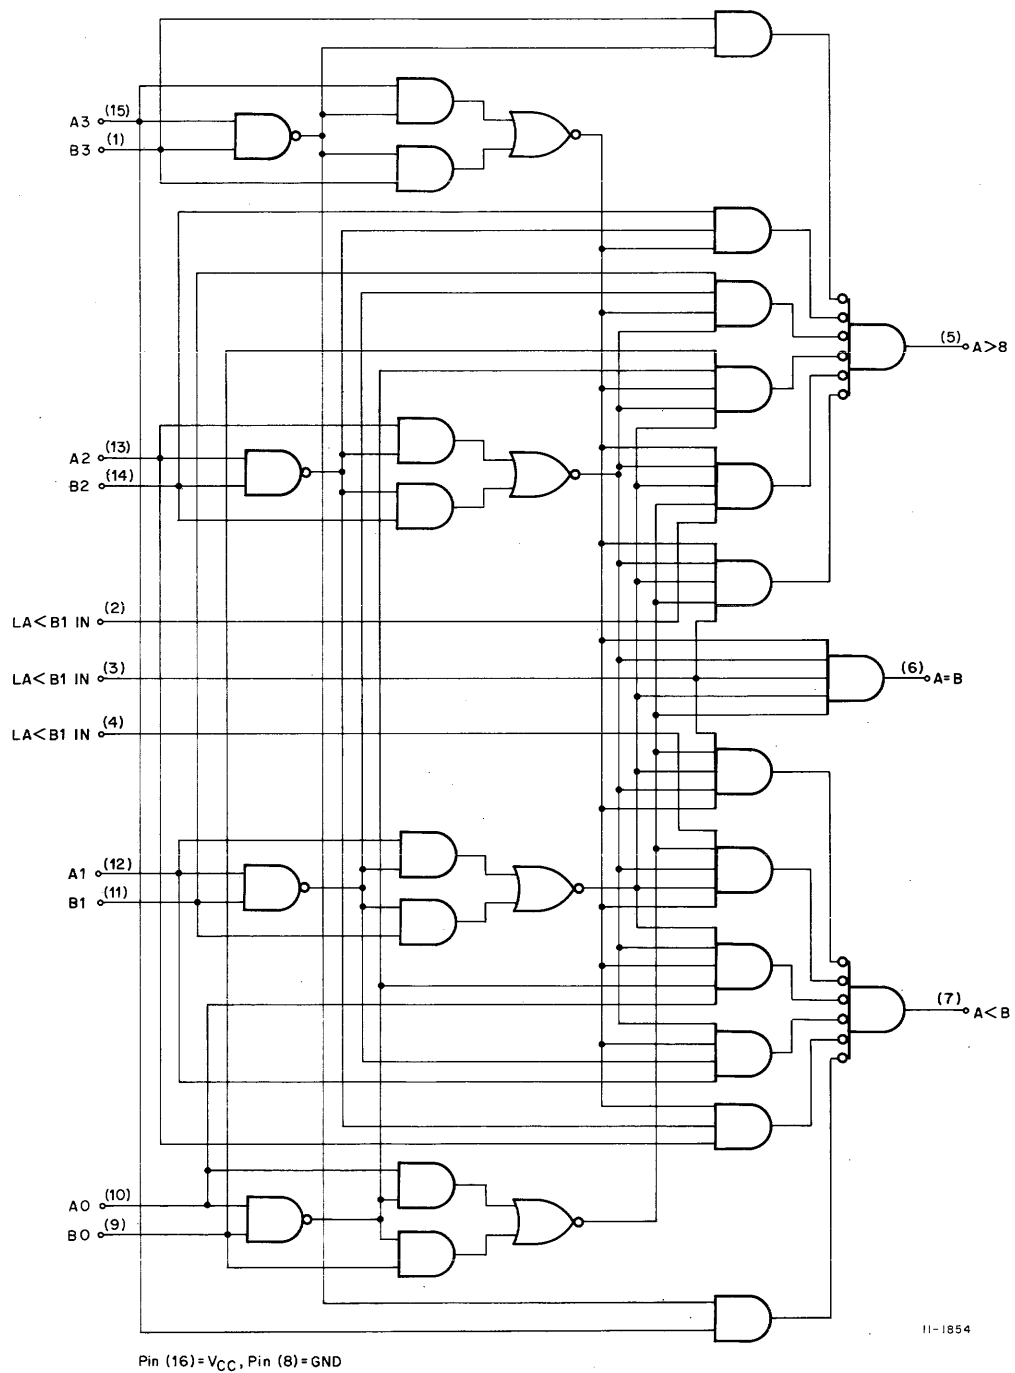 A3 (15)
B3 (1)
(5) A>8
A2 (13)
B2 (14)
LA<B1 IN (2)
LA<B1 IN (3)
(6) A=B
LA<B1 IN (4)
A1 (12)
B1 (11)
(7) A<B
A0 (10)
B0 (9)
11-1854
Pin (16)=VCC, Pin (8)=GND